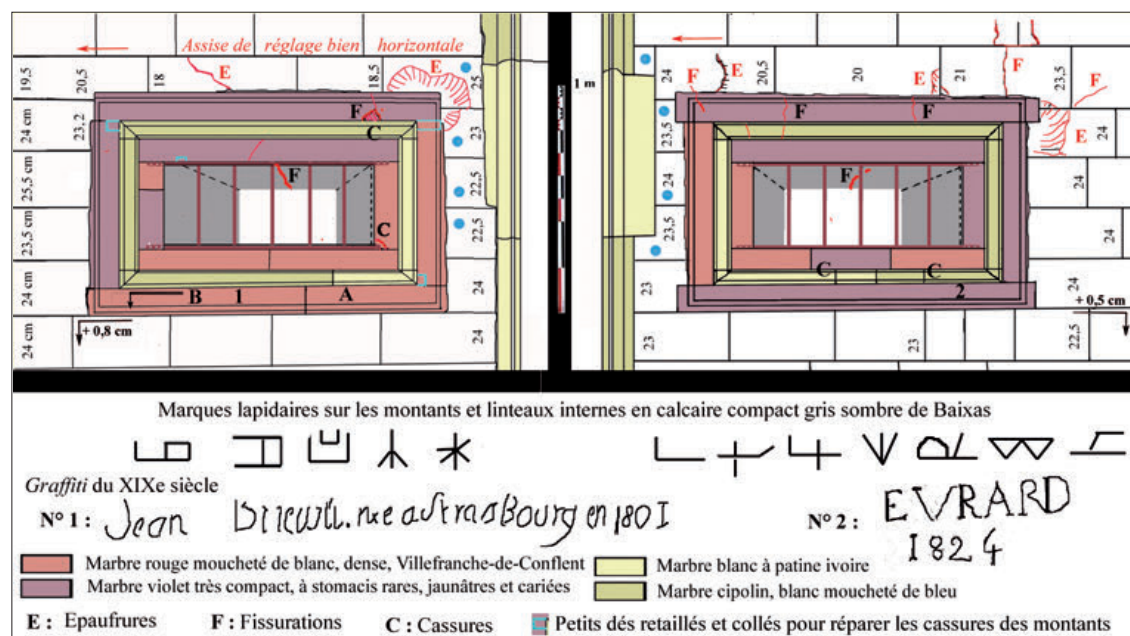 Assise de réglage bien horizontale
19,5 20,5 18 E 18,5 E 25
24 cm 23,2 F C 23
25,5 cm F 22,5
23,5 cm C 22,5
24 cm B 1 A 24
24 cm + 0,8 cm 24
1 m
24 F E 20,5 20 E 21 F 23,5 F
23,5 F F E 24
24 F 24
23,5 24
23 C C 2 24
23 23 22,5 + 0,5 cm
Marques lapidaires sur les montants et linteaux internes en calcaire compact gris sombre de Baixas
Graffiti du XIXe siècle
N° 1 : Jean en 180I
N° 2 : EVRARD
I824
Marbre rouge moucheté de blanc, dense, Villefranche-de-Conflent
Marbre blanc à patine ivoire
Marbre violet très compact, à stomacis rares, jaunâtres et cariées
Marbre cipolin, blanc moucheté de bleu
E : Epaufrures F : Fissurations C : Cassures Petits dés retaillés et collés pour réparer les cassures des montants